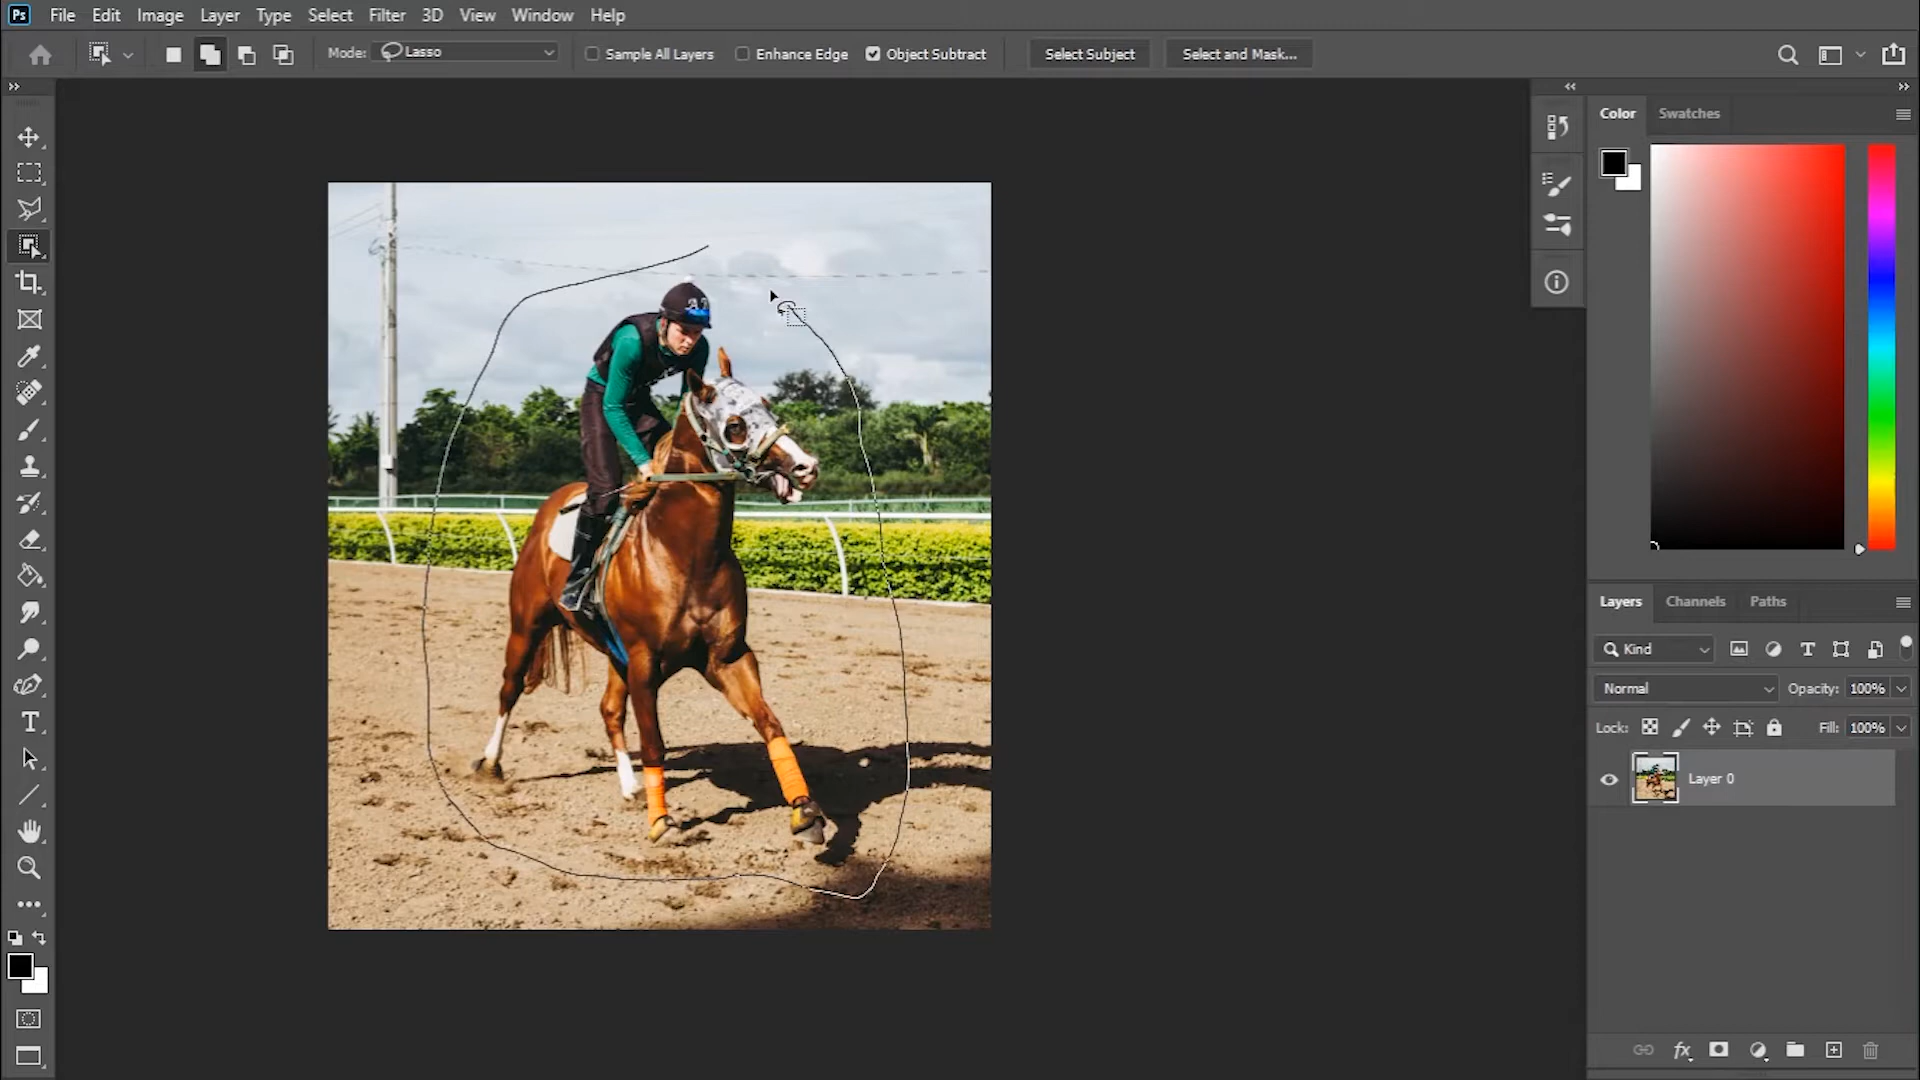 Ps File Edit Image Layer Type Select Filter 3D View Window Help
Mode: Lasso Sample All Layers Enhance Edge Object Subtract Select Subject Select and Mask...
Color Swatches
Layers Channels Paths
Kind
Normal Opacity: 100%
Lock: Fill: 100%
Layer 0
fx